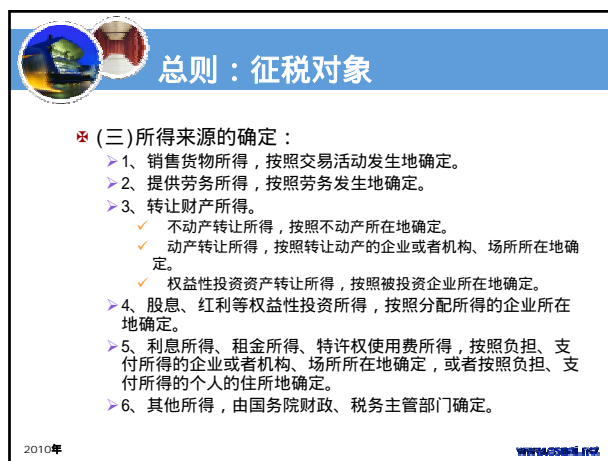 总则：征税对象
(三)所得来源的确定：
1、销售货物所得，按照交易活动发生地确定。
2、提供劳务所得，按照劳务发生地确定。
3、转让财产所得。
不动产转让所得，按照不动产所在地确定。
动产转让所得，按照转让动产的企业或者机构、场所所在地确
定。
权益性投资资产转让所得，按照被投资企业所在地确定。
4、股息、红利等权益性投资所得，按照分配所得的企业所在
地确定。
5、利息所得、租金所得、特许权使用费所得，按照负担、支
付所得的企业或者机构、场所所在地确定，或者按照负担、支
付所得的个人的住所地确定。
6、其他所得，由国务院财政、税务主管部门确定。
2010年